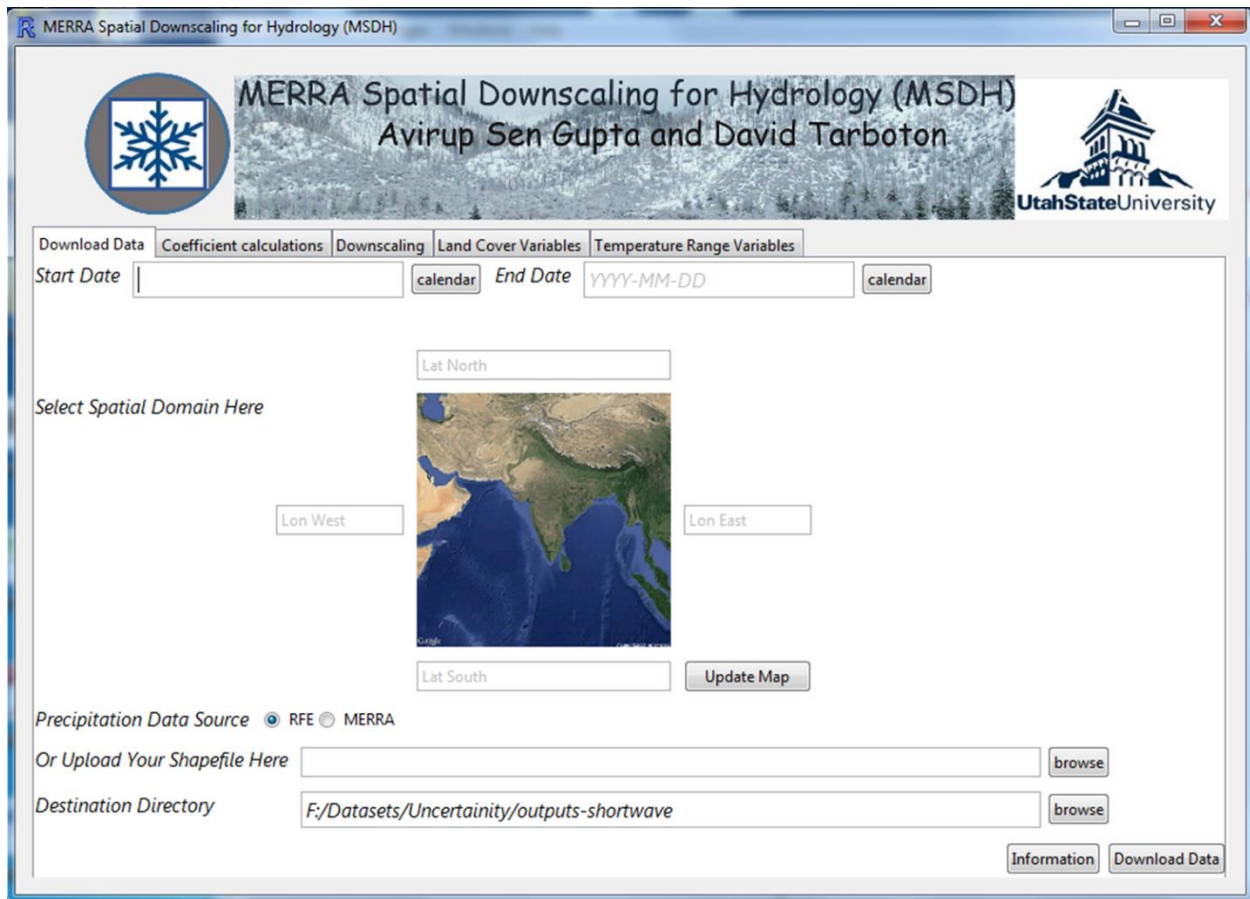 MERRA Spatial Downscaling for Hydrology (MSDH)
MERRA Spatial Downscaling for Hydrology (MSDH)
Avirup Sen Gupta and David Tarboton
UtahStateUniversity
Download Data Coefficient calculations Downscaling Land Cover Variables Temperature Range Variables
Start Date calendar End Date YYYY-MM-DD calendar
Lat North
Select Spatial Domain Here
Lon West Lon East
Google
Lat South Update Map
Precipitation Data Source RFE MERRA
Or Upload Your Shapefile Here browse
Destination Directory F:/Datasets/Uncertainity/outputs-shortwave browse
Information Download Data